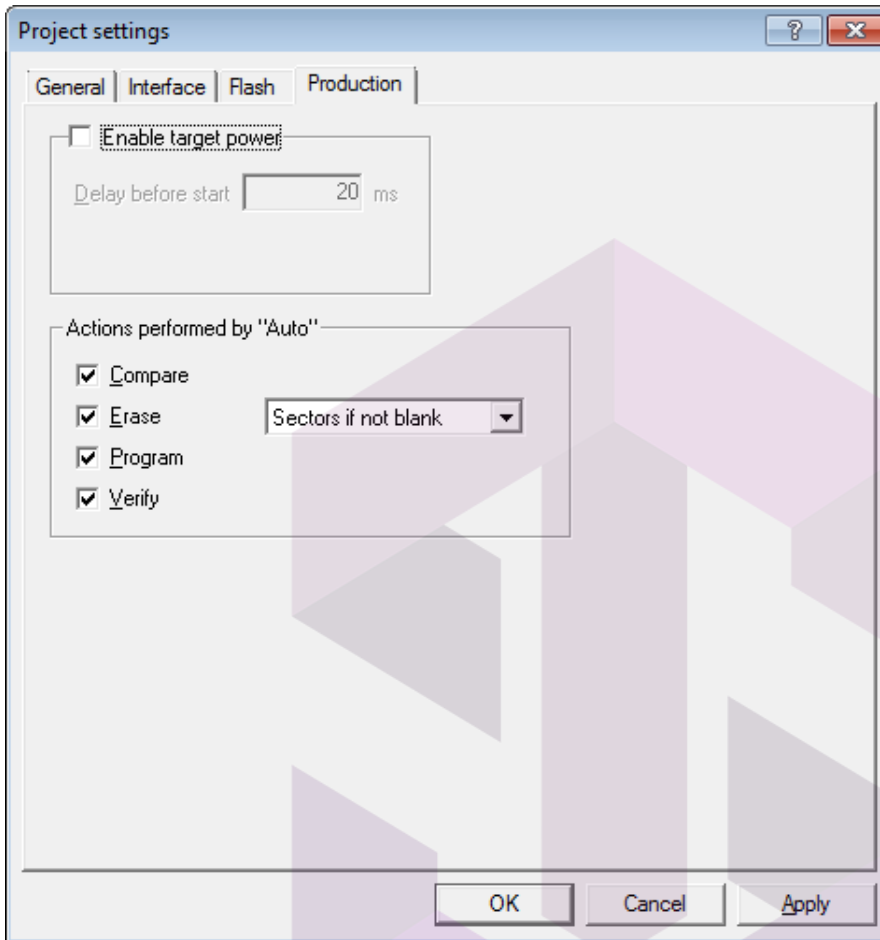 Project settings
General Interface Flash Production
Enable target power
Delay before start 20 ms
Actions performed by "Auto"
Compare
Erase Sectors if not blank
Program
Verify
OK Cancel Apply